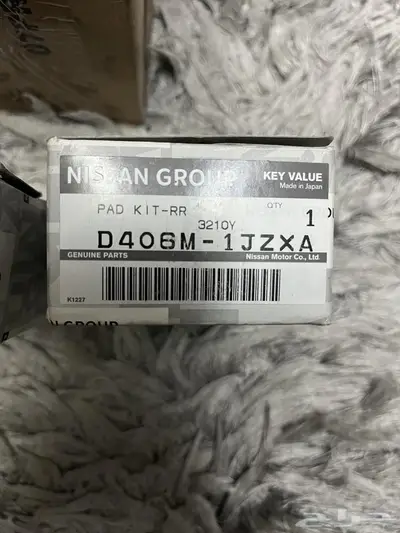 NISSAN GROUP
KEY VALUE
Made in Japan
PAD KIT-RR
QTY
1
3210Y
D406M-1JZXA
GENUINE PARTS
Nissan Motor Co., Ltd.
K1227
N GROUP